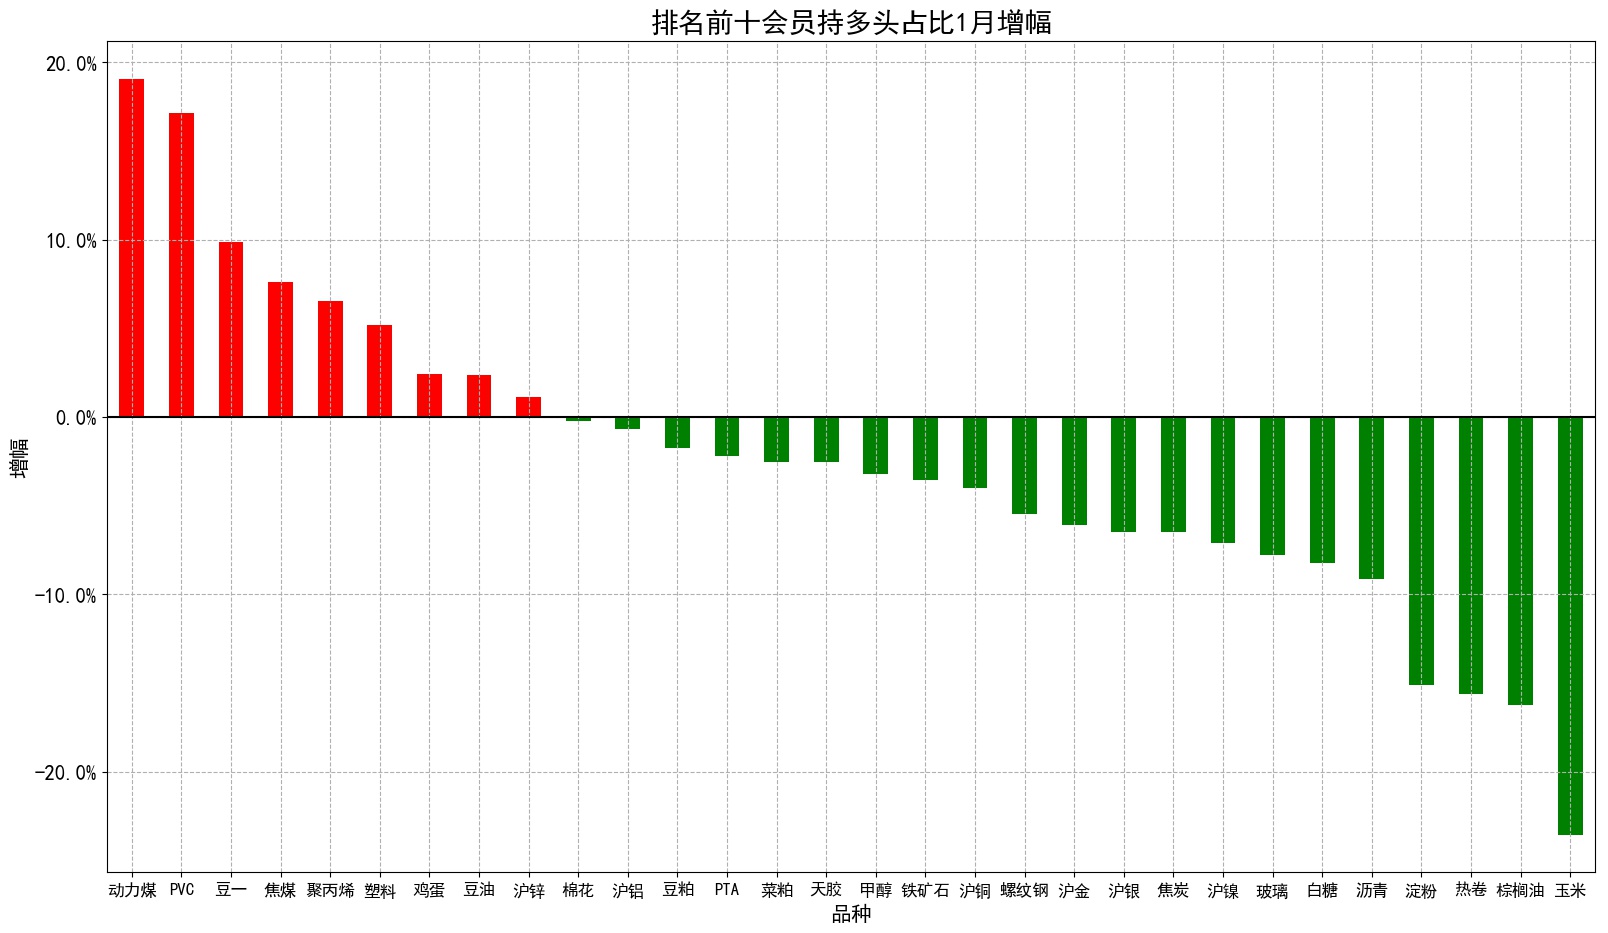 排名前十会员持多头占比1月增幅
20.0%
10.0%
0.0%
−10.0%
−20.0%
增幅
动力煤 PVC 豆一 焦煤 聚丙烯 塑料 鸡蛋 豆油 沪锌 棉花 沪铝 豆粕 PTA 菜粕 天胶 甲醇 铁矿石 沪铜 螺纹钢 沪金 沪银 焦炭 沪镍 玻璃 白糖 沥青 淀粉 热卷 棕榈油 玉米
品种